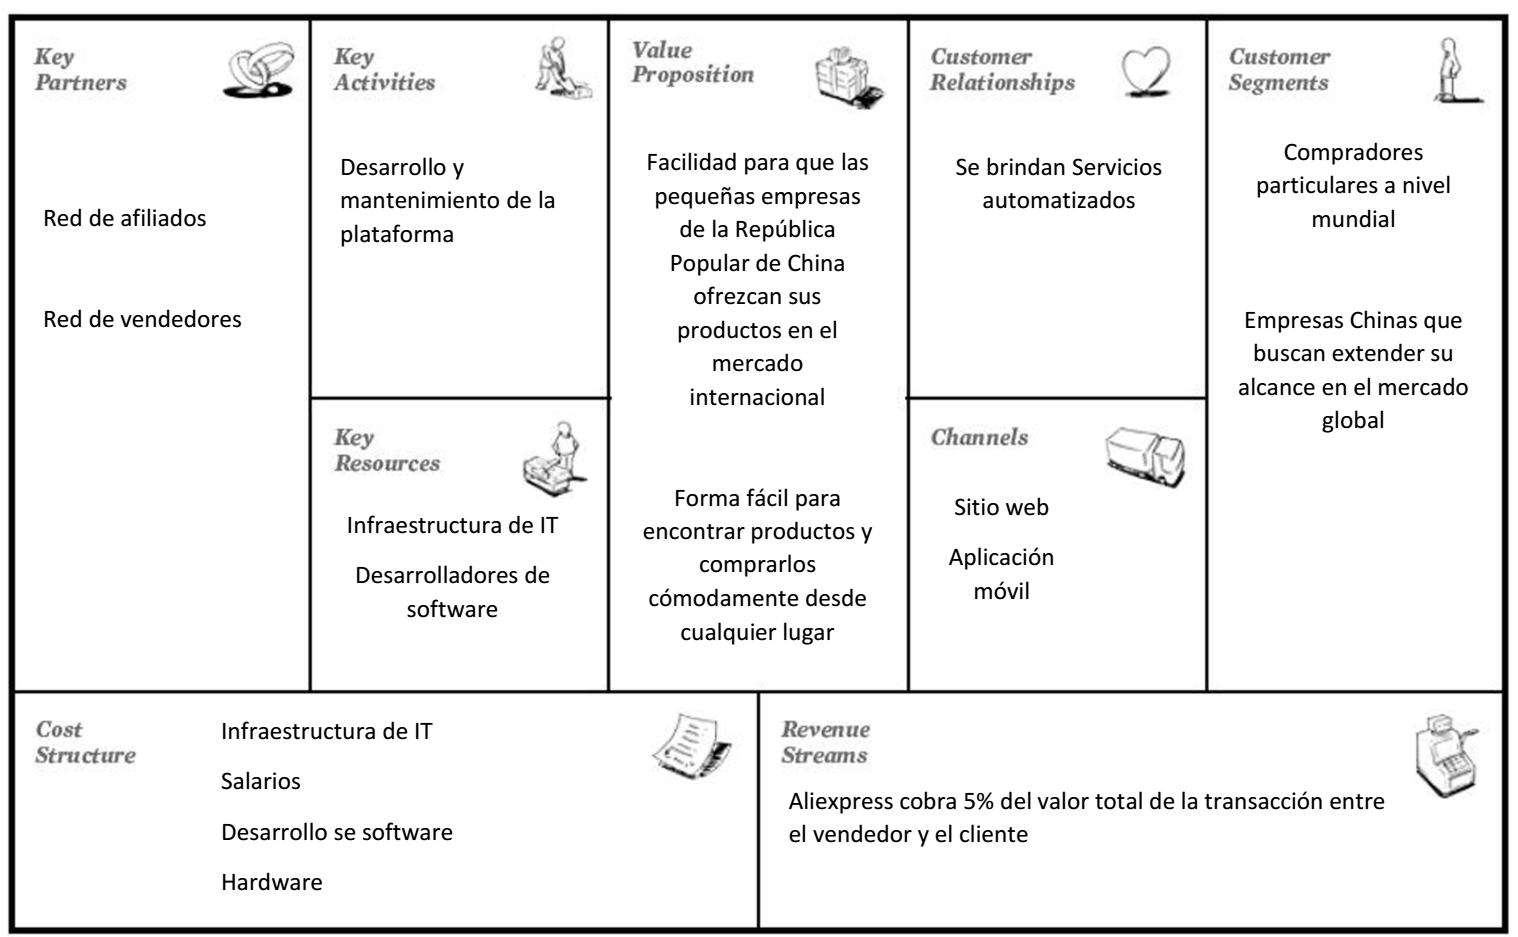 Key
Partners
Red de afiliados
Red de vendedores
Key
Activities
Desarrollo y
mantenimiento de la
plataforma
Key
Resources
Infraestructura de IT
Desarrolladores de
software
Value
Proposition
Facilidad para que las
pequeñas empresas
de la República
Popular de China
ofrezcan sus
productos en el
mercado
internacional
Forma fácil para
encontrar productos y
comprarlos
cómodamente desde
cualquier lugar
Customer
Relationships
Se brindan Servicios
automatizados
Channels
Sitio web
Aplicación
móvil
Customer
Segments
Compradores
particulares a nivel
mundial
Empresas Chinas que
buscan extender su
alcance en el mercado
global
Cost
Structure
Infraestructura de IT
Salarios
Desarrollo se software
Hardware
Revenue
Streams
Aliexpress cobra 5% del valor total de la transacción entre
el vendedor y el cliente